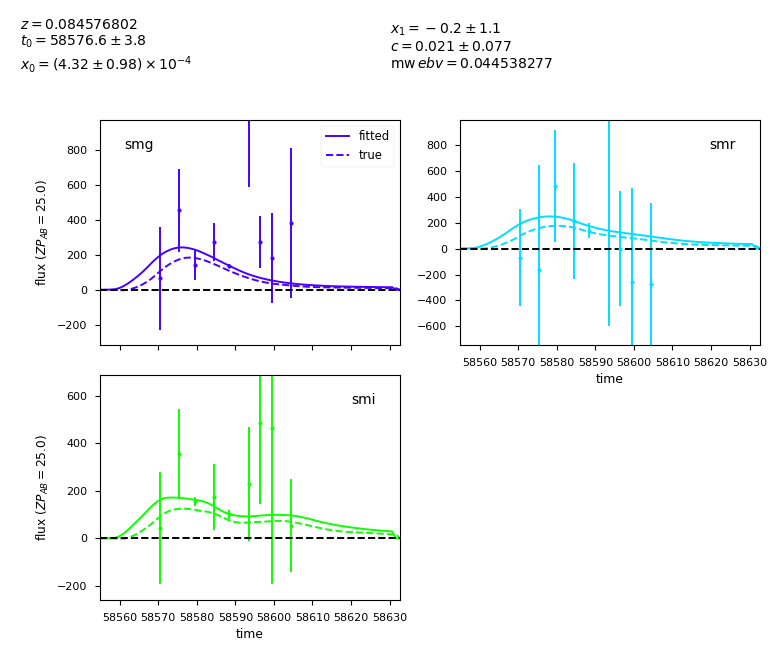 z = 0.084576802
t₀ = 58576.6 ± 3.8
x₀ = (4.32 ± 0.98) × 10⁻⁴
x₁ = −0.2 ± 1.1
c = 0.021 ± 0.077
mw ebv = 0.044538277
smg
fitted
true
800
600
400
200
0
−200
flux (ZP_AB = 25.0)
smr
800
600
400
200
0
−200
−400
−600
58560 58570 58580 58590 58600 58610 58620 58630
time
smi
600
400
200
0
−200
flux (ZP_AB = 25.0)
58560 58570 58580 58590 58600 58610 58620 58630
time